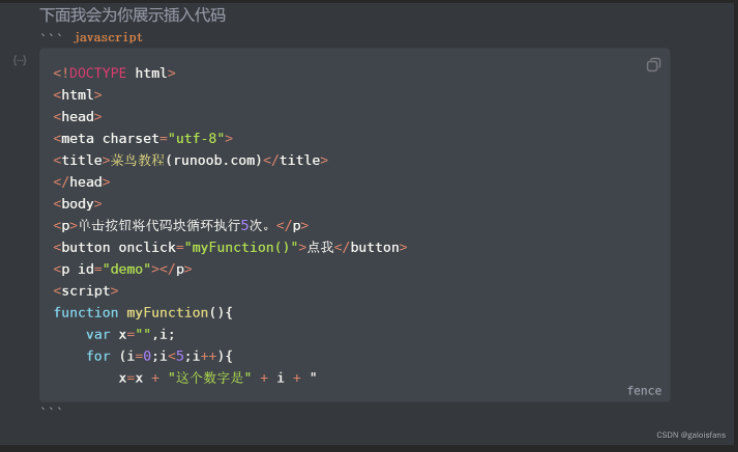 下面我会为你展示插入代码
``` javascript
{--}
<!DOCTYPE html>
<html>
<head>
<meta charset="utf-8">
<title>菜鸟教程(runoob.com)</title>
</head>
<body>
<p>单击按钮将代码块循环执行5次。</p>
<button onclick="myFunction()">点我</button>
<p id="demo"></p>
<script>
function myFunction(){
    var x="",i;
    for (i=0;i<5;i++){
        x=x + "这个数字是" + i + "
fence
```
CSDN @galoisfans